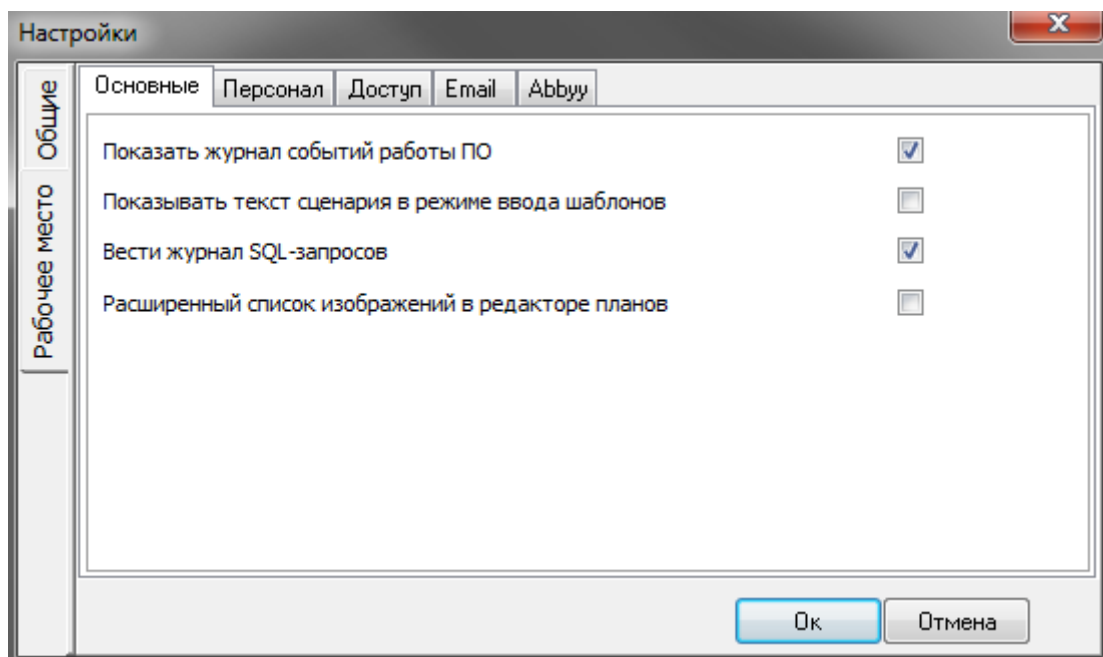 Настройки
Общие
Рабочее место
Основные Персонал Доступ Email Abbyy
Показать журнал событий работы ПО
Показывать текст сценария в режиме ввода шаблонов
Вести журнал SQL-запросов
Расширенный список изображений в редакторе планов
Ок Отмена